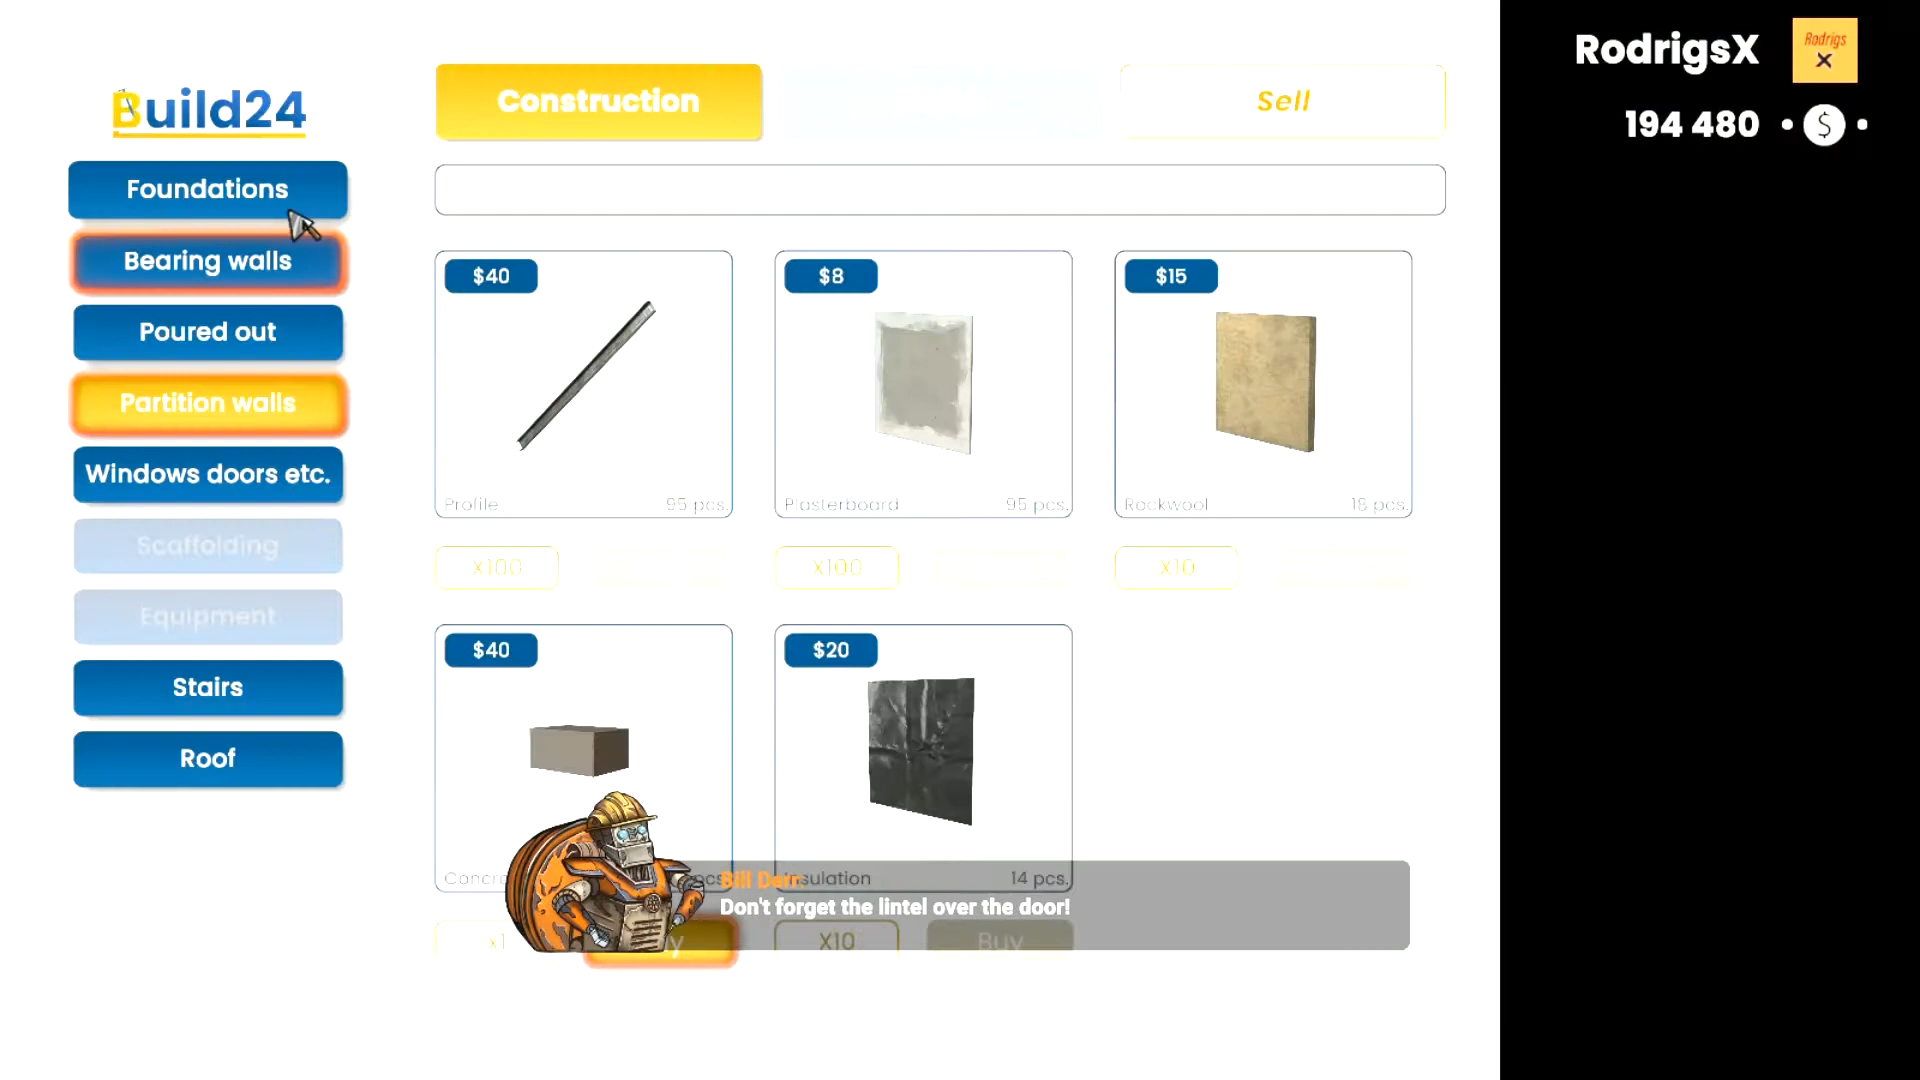 Build24
Construction
Sell
RodrigsX
Rodrigs
X
194 480
$
Foundations
Bearing walls
Poured out
Partition walls
Windows doors etc.
Scaffolding
Equipment
Stairs
Roof
$40
$8
$15
Profile 95 pcs.
Plasterboard 95 pcs.
Rockwool 18 pcs.
X100
X100
X10
$40
$20
14 pcs.
Don't forget the lintel over the door!
X10
Buy